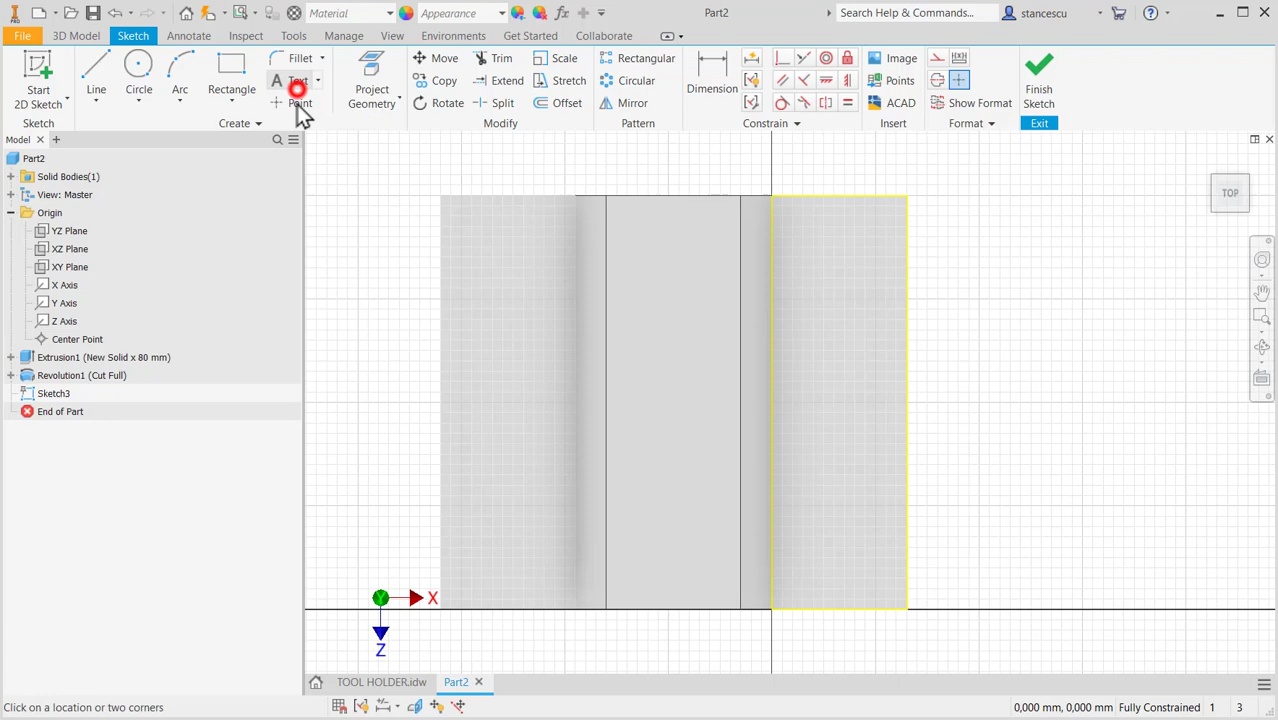 Material
Appearance
Part2
Search Help & Commands...
stancescu
File
3D Model
Sketch
Annotate
Inspect
Tools
Manage
View
Environments
Get Started
Collaborate
Start
2D Sketch
Line
Circle
Arc
Rectangle
Fillet
Text
Point
Project
Geometry
Move
Copy
Rotate
Trim
Extend
Split
Scale
Stretch
Offset
Rectangular
Circular
Mirror
Dimension
Image
Points
ACAD
Show Format
Finish
Sketch
Sketch
Create
Modify
Pattern
Constrain
Insert
Format
Exit
Model
Part2
Solid Bodies(1)
View: Master
Origin
YZ Plane
XZ Plane
XY Plane
X Axis
Y Axis
Z Axis
Center Point
Extrusion1 (New Solid x 80 mm)
Revolution1 (Cut Full)
Sketch3
End of Part
TOP
Y
X
Z
TOOL HOLDER.idw
Part2
Click on a location or two corners
0,000 mm, 0,000 mm
Fully Constrained
1
3